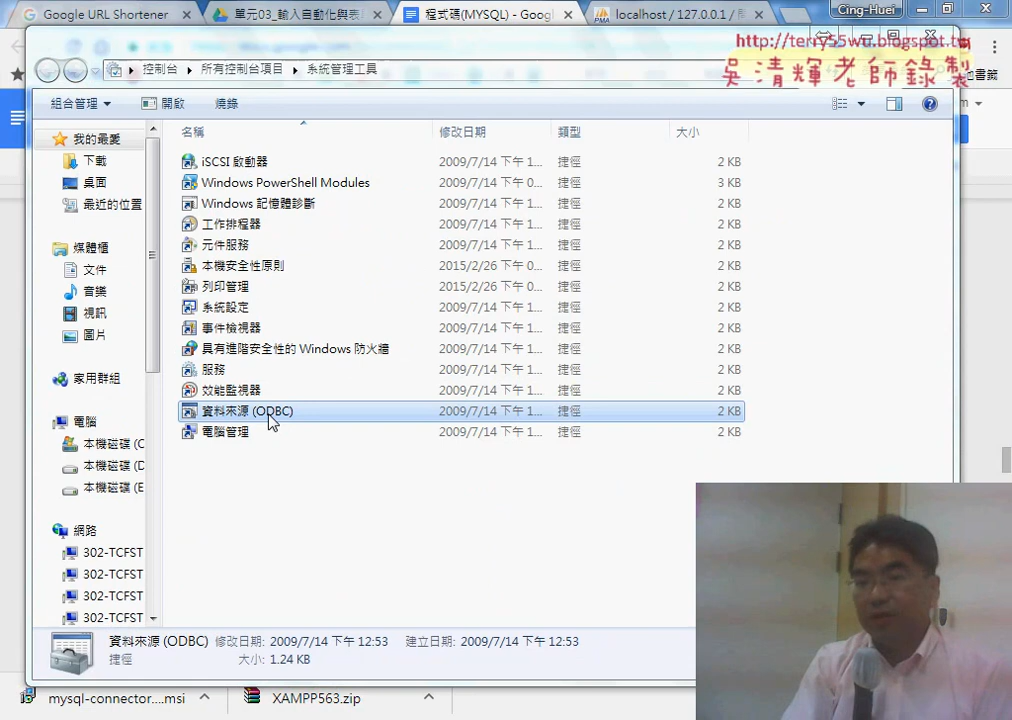 Google URL Shortener
單元03_輸入自動化與表
程式碼(MYSQL) - Goog
localhost / 127.0.0.1 /
Cing-Huei
http://terry55wu.blogspot.tw
吳清輝老師錄製
控制台
所有控制台項目
系統管理工具
組合管理
開啟
燒錄
名稱
修改日期
類型
大小
我的最愛
下載
桌面
最近的位置
媒體櫃
文件
音樂
視訊
圖片
家用群組
電腦
本機磁碟 (C
本機磁碟 (D
本機磁碟 (E
網路
302-TCFST
302-TCFST
302-TCFST
302-TCFST
iSCSI 啟動器 2009/7/14 下午 1... 捷徑 2 KB
Windows PowerShell Modules 2009/7/14 下午 0... 捷徑 3 KB
Windows 記憶體診斷 2009/7/14 下午 1... 捷徑 2 KB
工作排程器 2009/7/14 下午 1... 捷徑 2 KB
元件服務 2009/7/14 下午 1... 捷徑 2 KB
本機安全性原則 2015/2/26 下午 0... 捷徑 2 KB
列印管理 2015/2/26 下午 0... 捷徑 2 KB
系統設定 2009/7/14 下午 1... 捷徑 2 KB
事件檢視器 2009/7/14 下午 1... 捷徑 2 KB
具有進階安全性的 Windows 防火牆 2009/7/14 下午 1... 捷徑 2 KB
服務 2009/7/14 下午 1... 捷徑 2 KB
效能監視器 2009/7/14 下午 1... 捷徑 2 KB
資料來源 (ODBC) 2009/7/14 下午 1... 捷徑 2 KB
電腦管理 2009/7/14 下午 1... 捷徑 2 KB
資料來源 (ODBC) 修改日期: 2009/7/14 下午 12:53 建立日期: 2009/7/14 下午 12:53
捷徑 大小: 1.24 KB
mysql-connector....msi
XAMPP563.zip